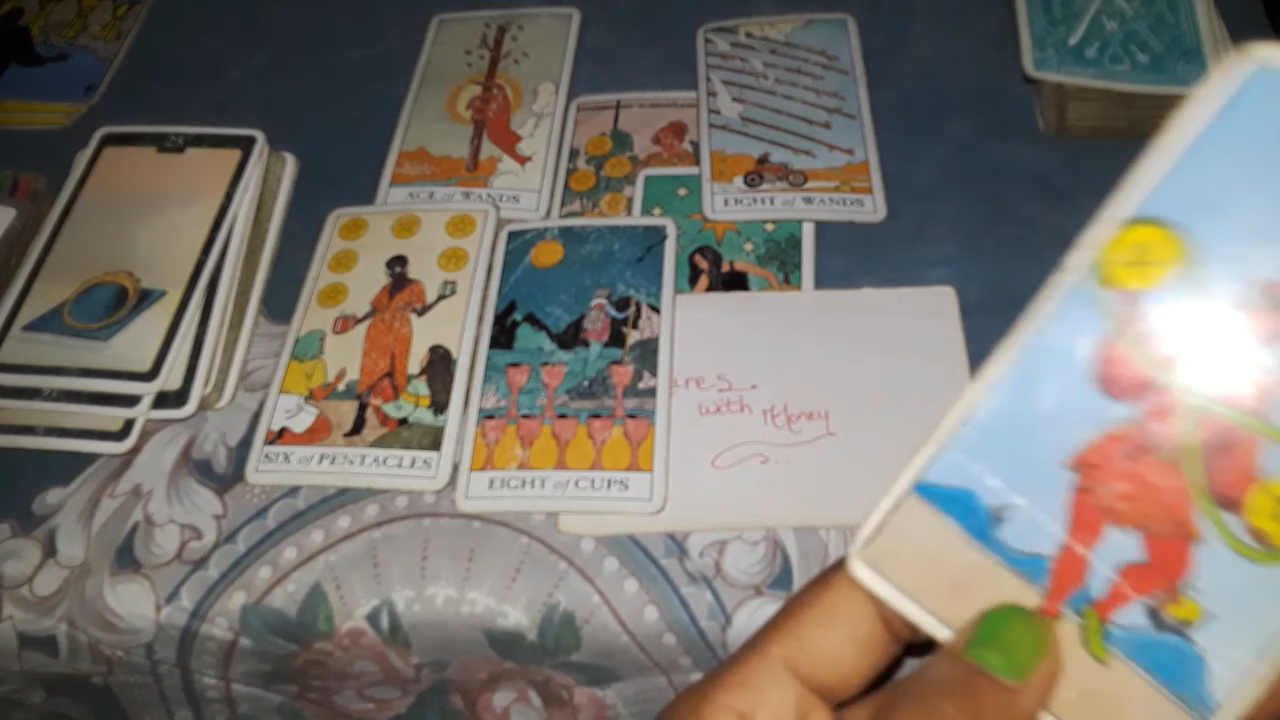 ACE of WANDS
EIGHT of WANDS
SIX of PENTACLES
EIGHT of CUPS
with Money